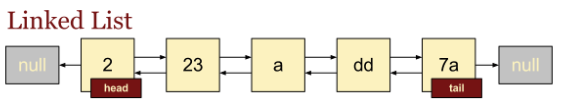 Linked List
null 2 23 a dd 7a null
head tail